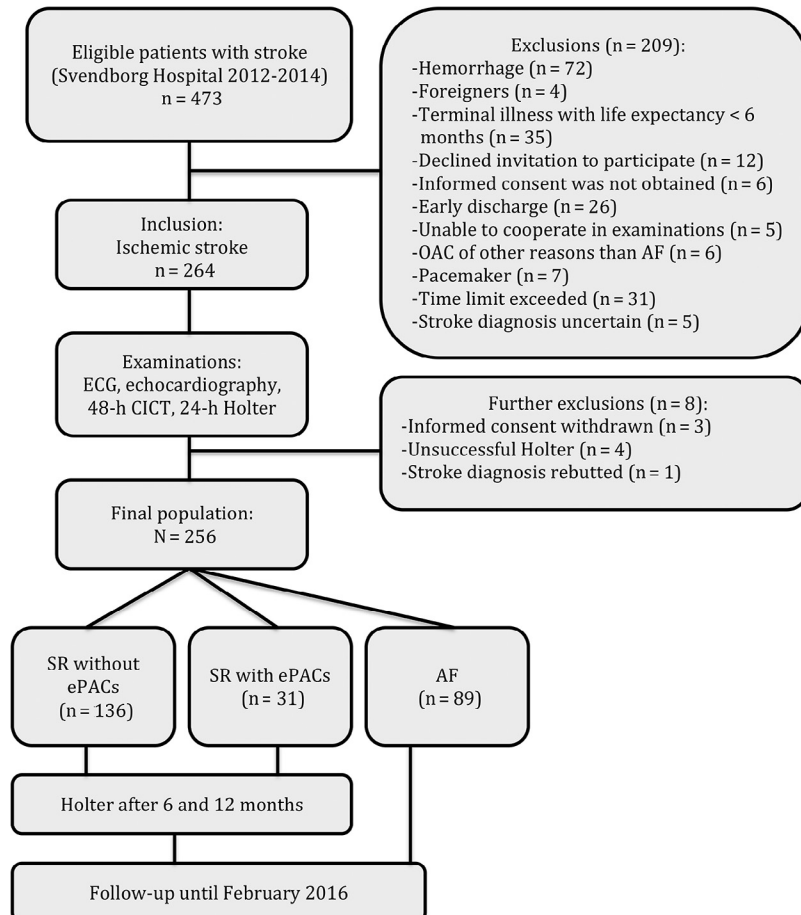 Eligible patients with stroke
(Svendborg Hospital 2012-2014)
n = 473
Exclusions (n = 209):
-Hemorrhage (n = 72)
-Foreigners (n = 4)
-Terminal illness with life expectancy < 6
months (n = 35)
-Declined invitation to participate (n = 12)
-Informed consent was not obtained (n = 6)
-Early discharge (n = 26)
-Unable to cooperate in examinations (n = 5)
-OAC of other reasons than AF (n = 6)
-Pacemaker (n = 7)
-Time limit exceeded (n = 31)
-Stroke diagnosis uncertain (n = 5)
Inclusion:
Ischemic stroke
n = 264
Examinations:
ECG, echocardiography,
48-h CICT, 24-h Holter
Further exclusions (n = 8):
-Informed consent withdrawn (n = 3)
-Unsuccessful Holter (n = 4)
-Stroke diagnosis rebutted (n = 1)
Final population:
N = 256
SR without
ePACs
(n = 136)
SR with ePACs
(n = 31)
AF
(n = 89)
Holter after 6 and 12 months
Follow-up until February 2016